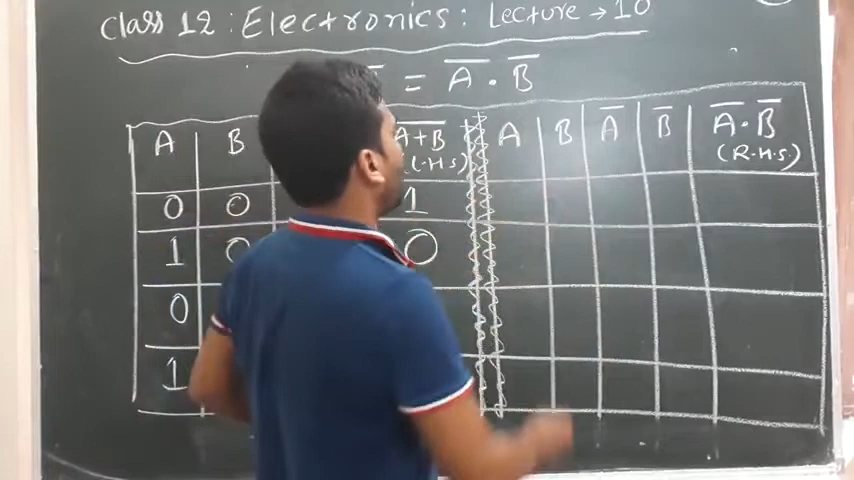 Class 12 : Electronics : Lecture → 10
= A̅ . B̅
A B A̅+̅B̅ A B A̅ B̅ A̅.B̅
(L·H·S) (R·H·S)
0 0 1
1 0 0
0
1